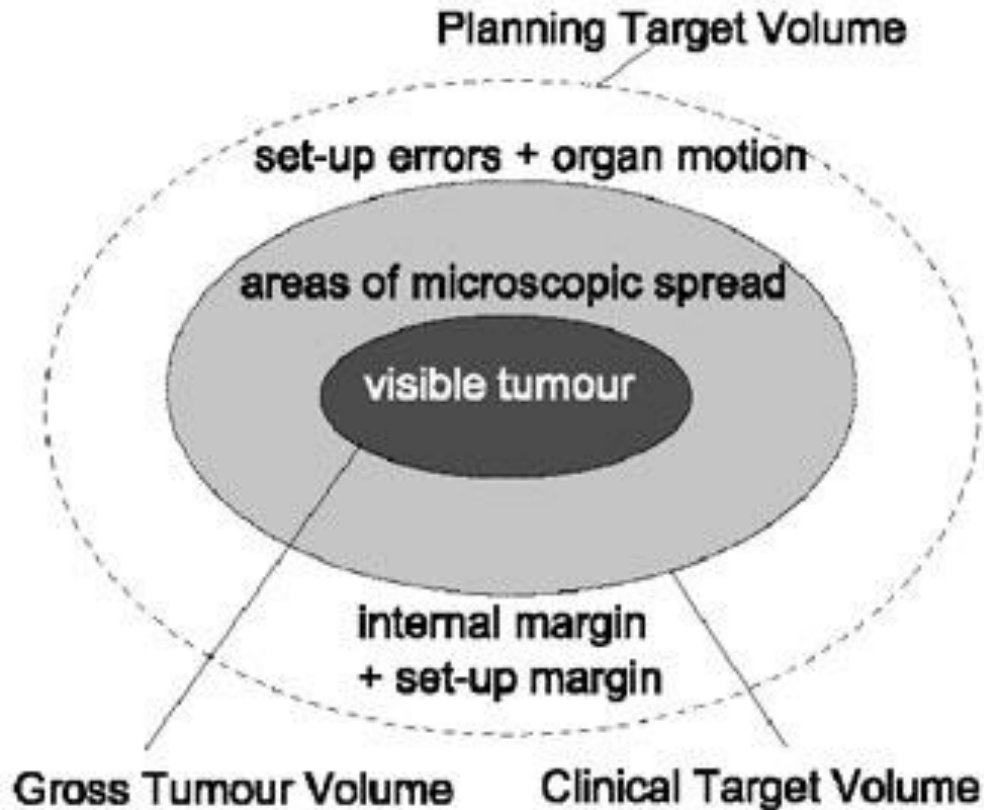 Planning Target Volume
set-up errors + organ motion
areas of microscopic spread
visible tumour
internal margin
+ set-up margin
Gross Tumour Volume
Clinical Target Volume